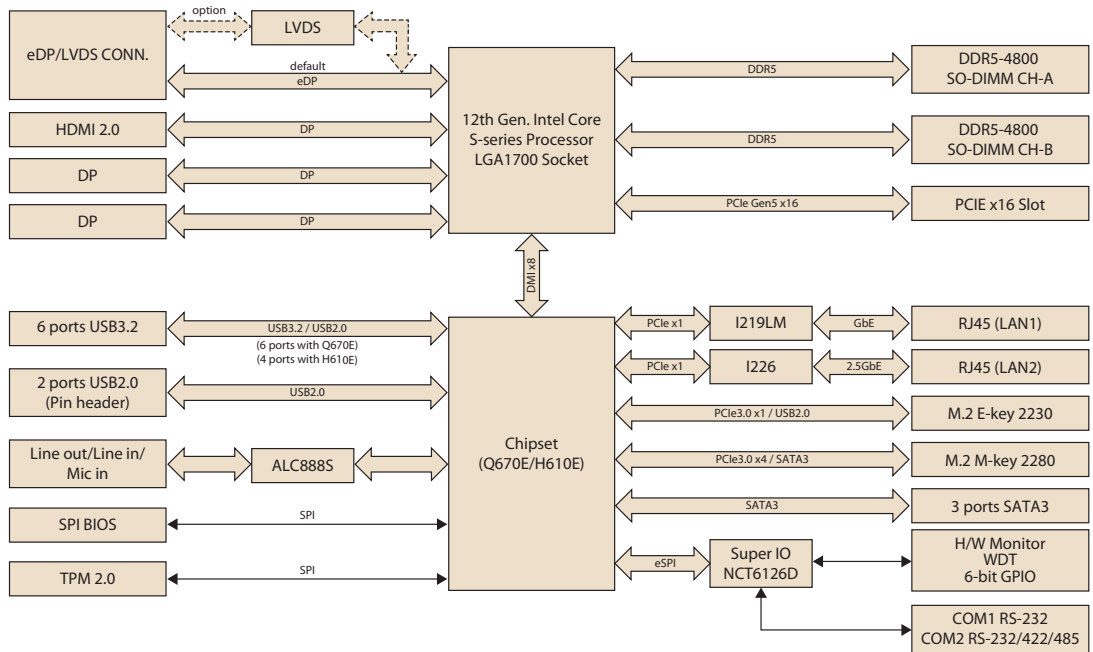 option
eDP/LVDS CONN.
LVDS
default
eDP
HDMI 2.0
DP
DP
DP
DP
DP
12th Gen. Intel Core
S-series Processor
LGA1700 Socket
DDR5
DDR5-4800
SO-DIMM CH-A
DDR5
DDR5-4800
SO-DIMM CH-B
PCIe Gen5 x16
PCIE x16 Slot
DMI x8
6 ports USB3.2
USB3.2 / USB2.0
(6 ports with Q670E)
(4 ports with H610E)
2 ports USB2.0
(Pin header)
USB2.0
Line out/Line in/
Mic in
ALC888S
SPI BIOS
SPI
TPM 2.0
SPI
Chipset
(Q670E/H610E)
PCIe x1
I219LM
GbE
RJ45 (LAN1)
PCIe x1
I226
2.5GbE
RJ45 (LAN2)
PCIe3.0 x1 / USB2.0
M.2 E-key 2230
PCIe3.0 x4 / SATA3
M.2 M-key 2280
SATA3
3 ports SATA3
eSPI
Super IO
NCT6126D
H/W Monitor
WDT
6-bit GPIO
COM1 RS-232
COM2 RS-232/422/485